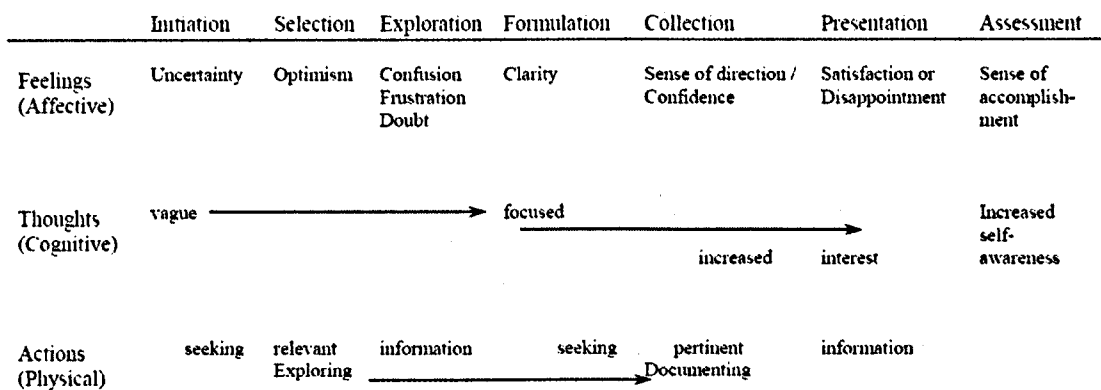 Initiation Selection Exploration Formulation Collection Presentation Assessment
Feelings Uncertainty Optimism Confusion Clarity Sense of direction / Satisfaction or Sense of
(Affective) Frustration Confidence Disappointment accomplish-
Doubt ment
Thoughts vague focused Increased
(Cognitive) self-
increased interest awareness
Actions seeking relevant information seeking pertinent information
(Physical) Exploring Documenting